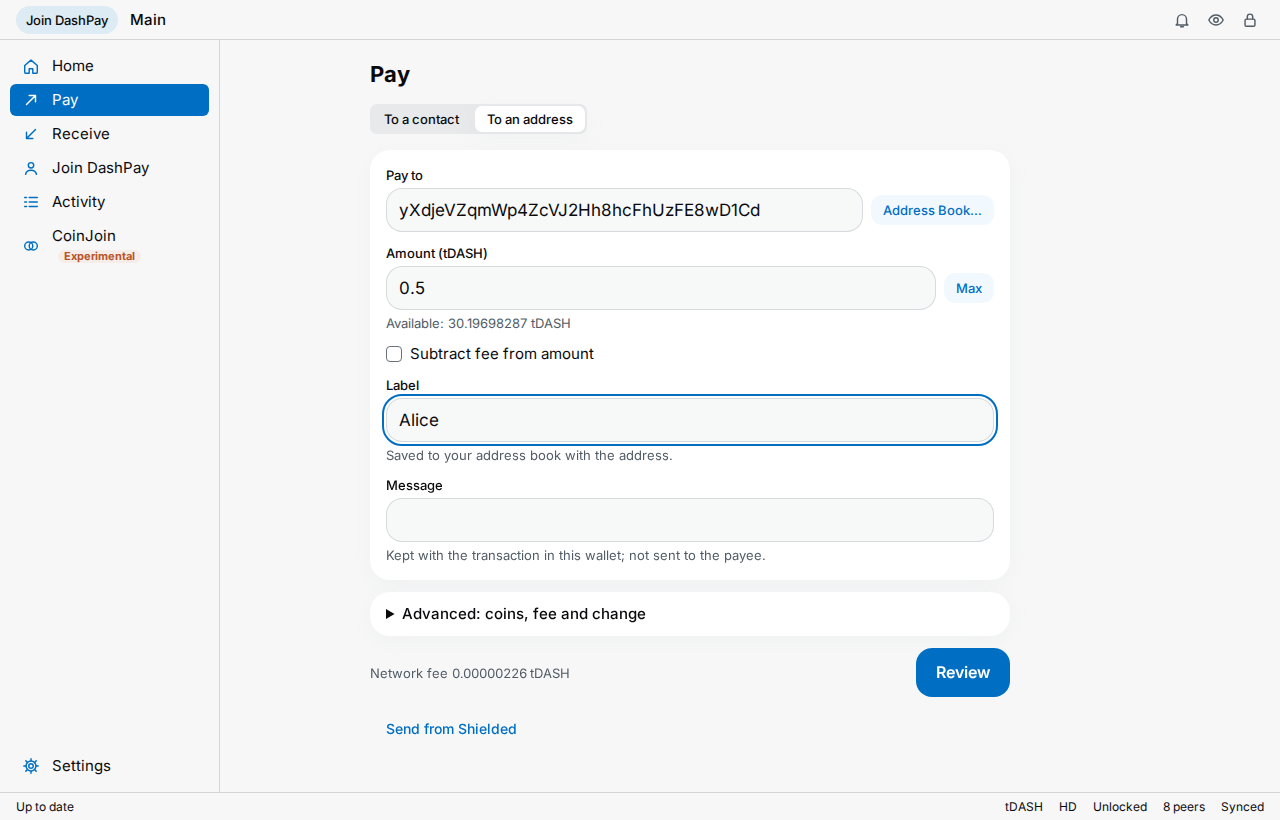 Join DashPay
Main
Home
Pay
Receive
Join DashPay
Activity
CoinJoin
Experimental
Settings
Pay
To a contact
To an address
Pay to
yXdjeVZqmWp4ZcVJ2Hh8hcFhUzFE8wD1Cd
Address Book...
Amount (tDASH)
0.5
Max
Available: 30.19698287 tDASH
Subtract fee from amount
Label
Alice
Saved to your address book with the address.
Message
Kept with the transaction in this wallet; not sent to the payee.
Advanced: coins, fee and change
Network fee 0.00000226 tDASH
Review
Send from Shielded
Up to date
tDASH
HD
Unlocked
8 peers
Synced